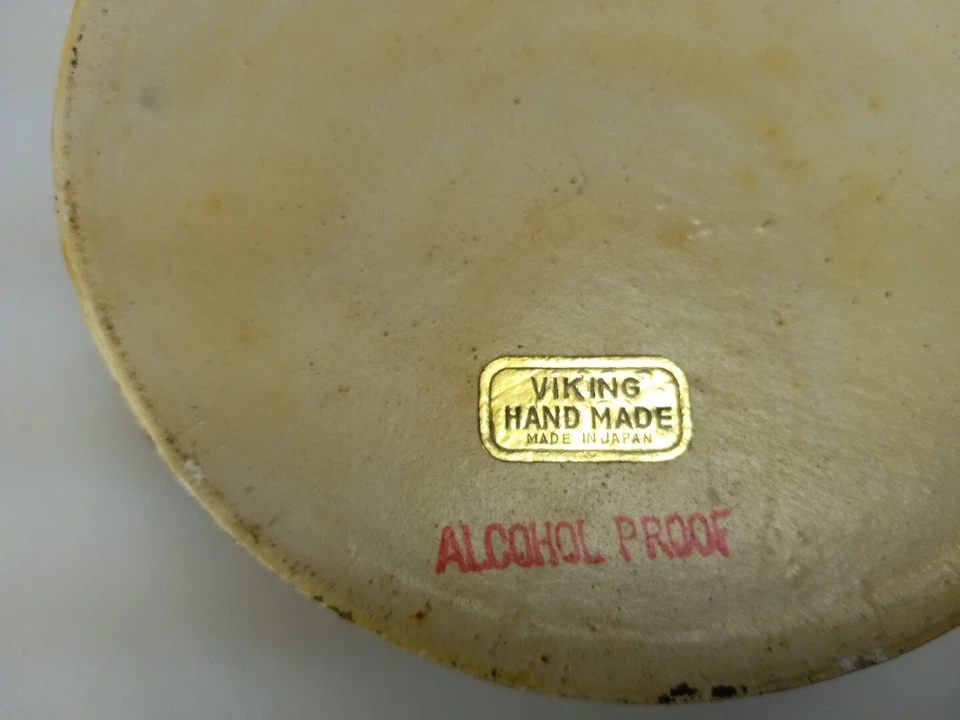 VIKING
HAND MADE
MADE IN JAPAN
ALCOHOL PROOF